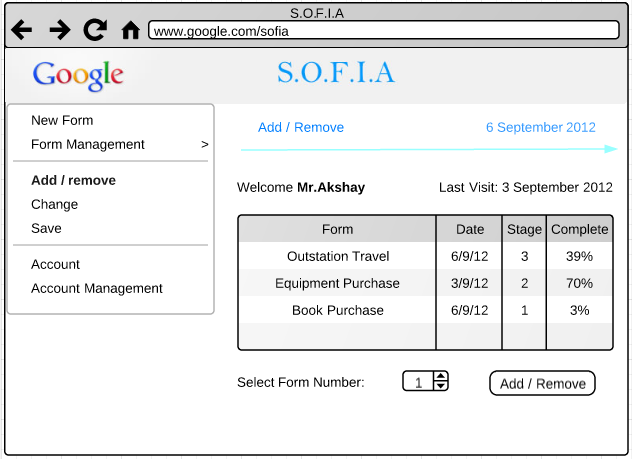 S.O.F.I.A
www.google.com/sofia
Google
S.O.F.I.A
New Form
Form Management >
Add / remove
Change
Save
Account
Account Management
Add / Remove 6 September 2012
Welcome Mr.Akshay Last Visit: 3 September 2012
Form Date Stage Complete
Outstation Travel 6/9/12 3 39%
Equipment Purchase 3/9/12 2 70%
Book Purchase 6/9/12 1 3%
Select Form Number: 1 Add / Remove